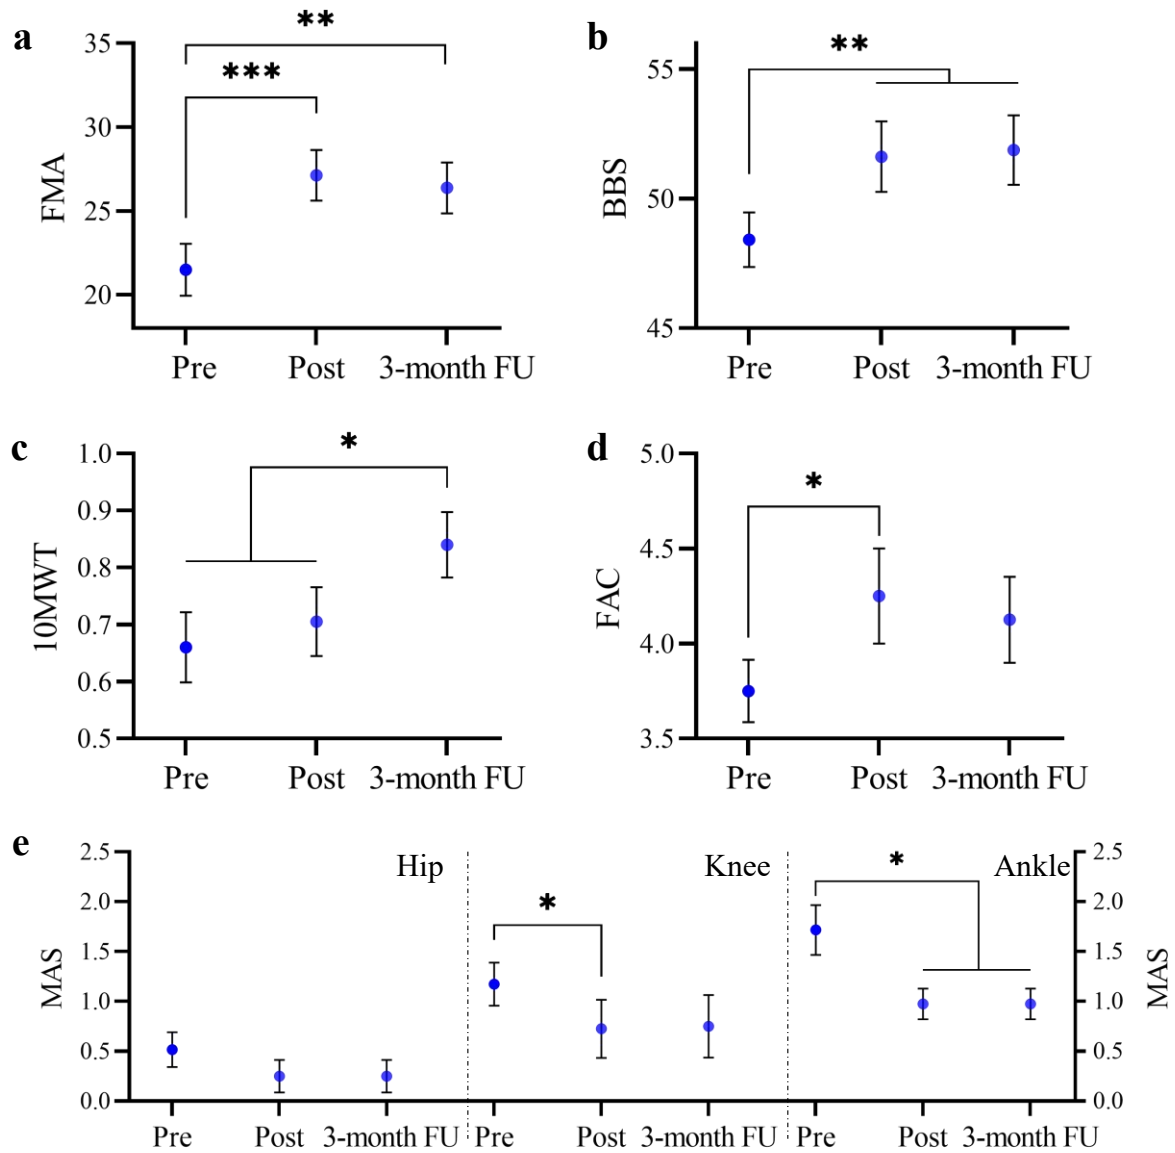 a
**
***
35
30
25
20
FMA
Pre Post 3-month FU
b
**
55
50
45
BBS
Pre Post 3-month FU
c
*
1.0
0.9
0.8
0.7
0.6
0.5
10MWT
Pre Post 3-month FU
d
*
5.0
4.5
4.0
3.5
FAC
Pre Post 3-month FU
e
2.5
2.0
1.5
1.0
0.5
0.0
MAS
Hip
Knee
*
Ankle
*
2.5
2.0
1.5
1.0
0.5
0.0
MAS
Pre Post 3-month FU Pre Post 3-month FU Pre Post 3-month FU